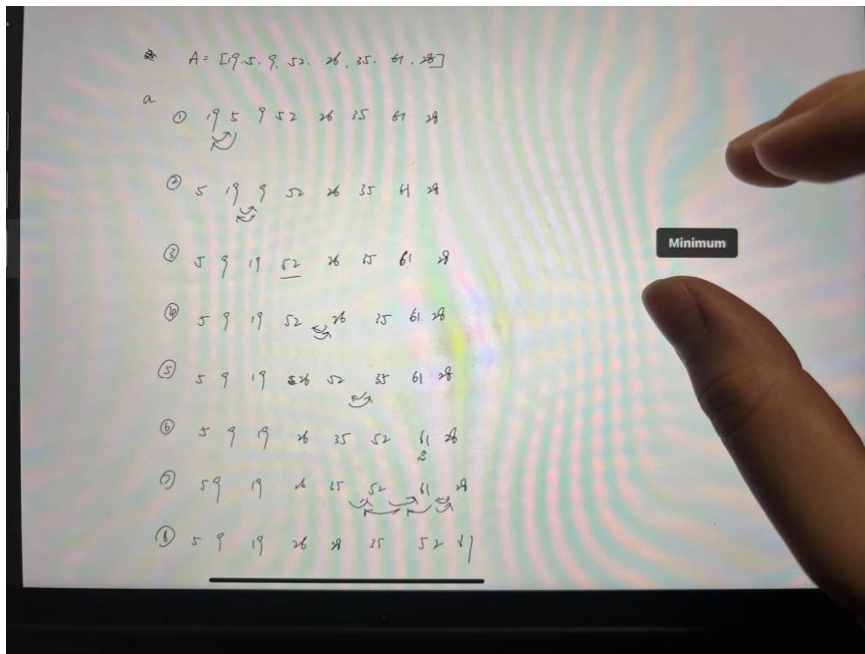 A = [19. 5. 9. 52. 26. 35. 61. 28]
a
① 19 5 9 52 26 35 61 28
② 5 19 9 52 26 35 61 28
Minimum
③ 5 9 19 52 26 35 61 28
④ 5 9 19 52 26 35 61. 28
⑤ 5 9 19 26 52 35 61 28
⑥ 5 9 19 26 35 52 61 28
⑦ 5 9 19 26 35 52 61 28
⑧ 5 9 19 26 28 35 52 61